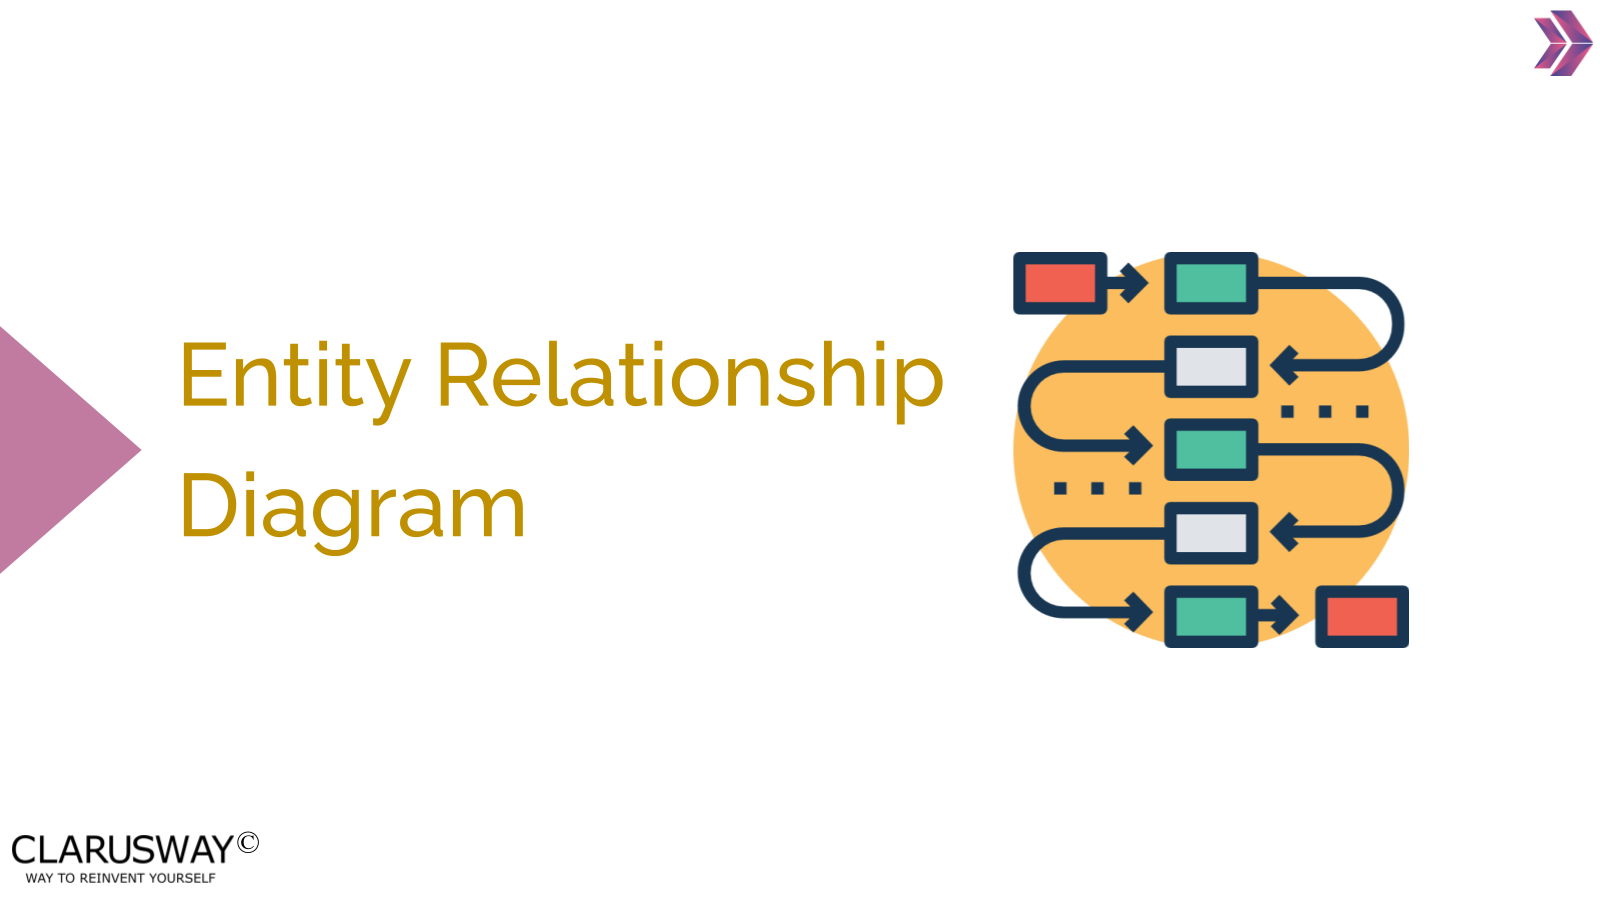 Entity Relationship
Diagram
CLARUSWAY©
WAY TO REINVENT YOURSELF